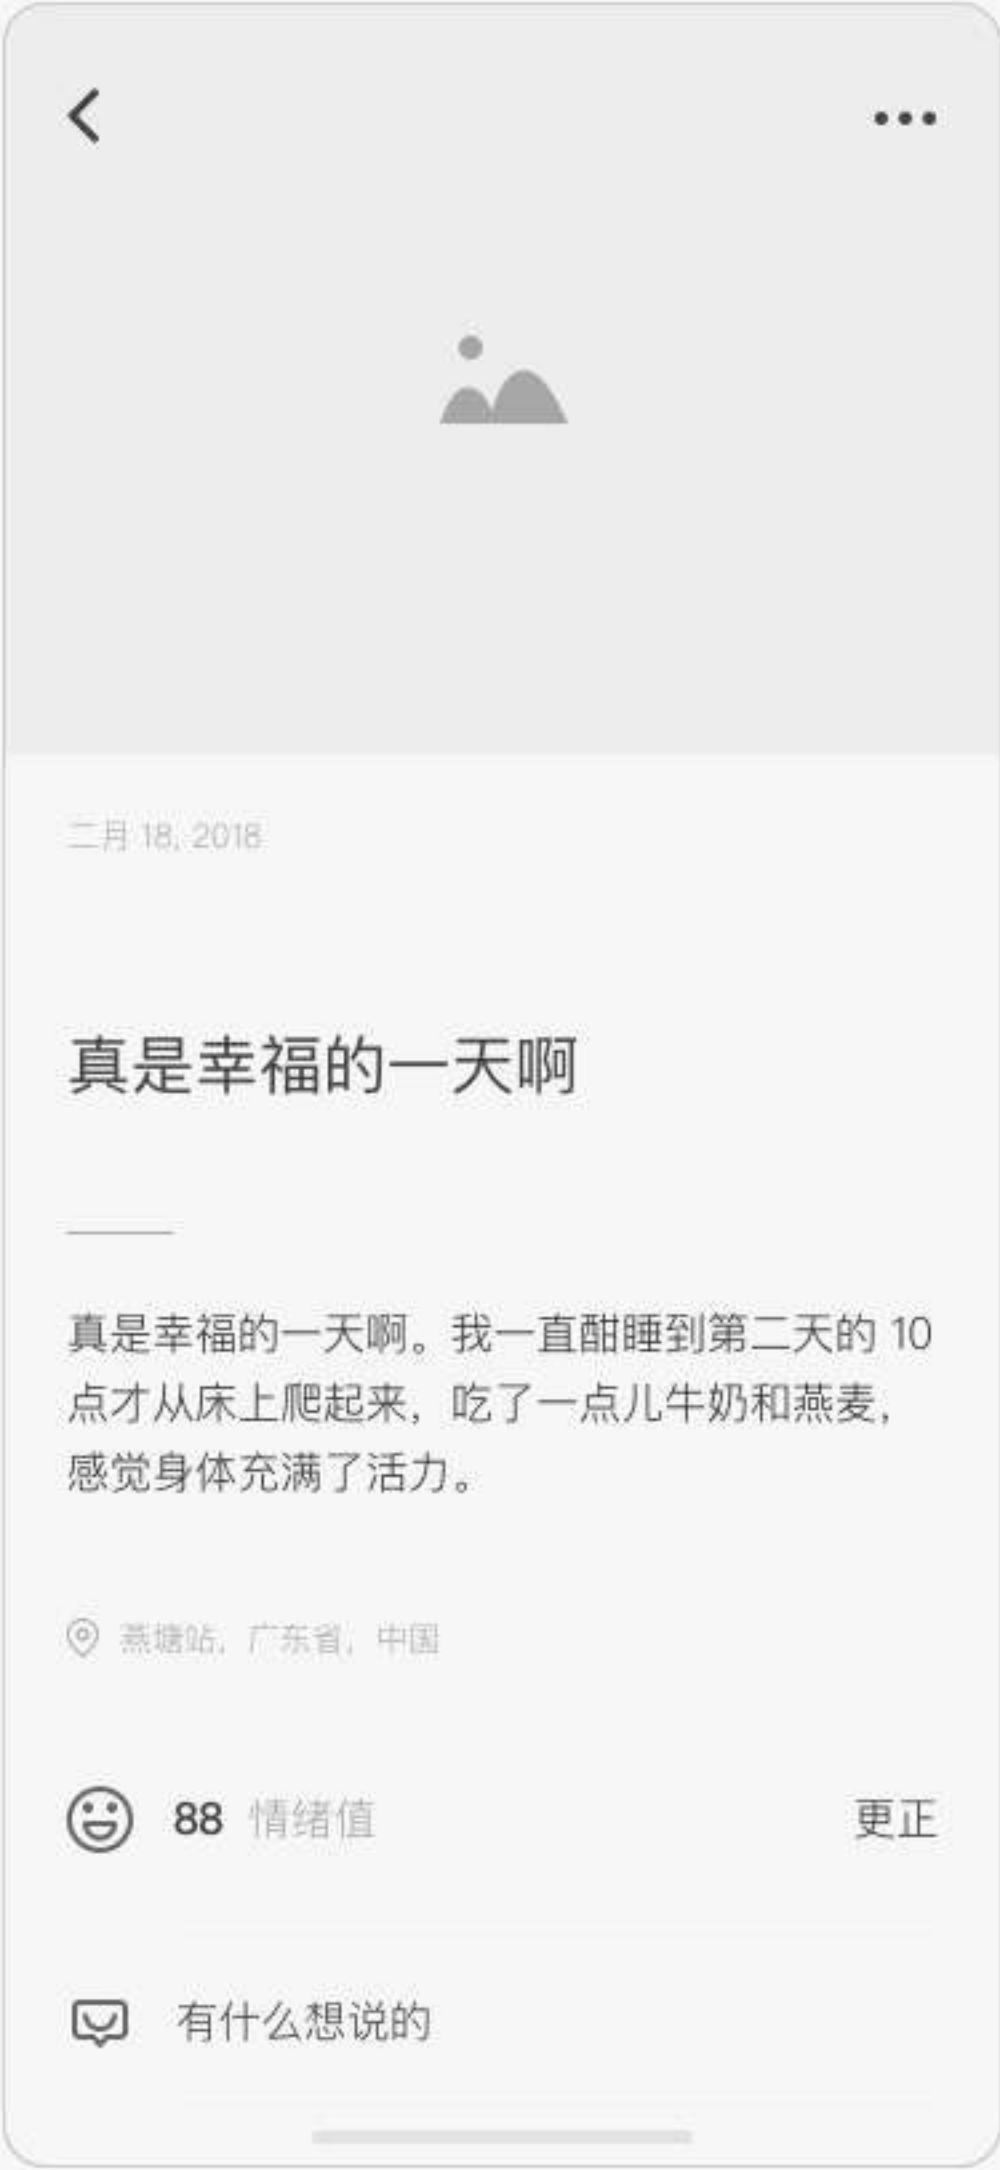 二月 18, 2018
真是幸福的一天啊
真是幸福的一天啊。我一直酣睡到第二天的 10
点才从床上爬起来，吃了一点儿牛奶和燕麦，
感觉身体充满了活力。
燕塘站，广东省，中国
88 情绪值 更正
有什么想说的